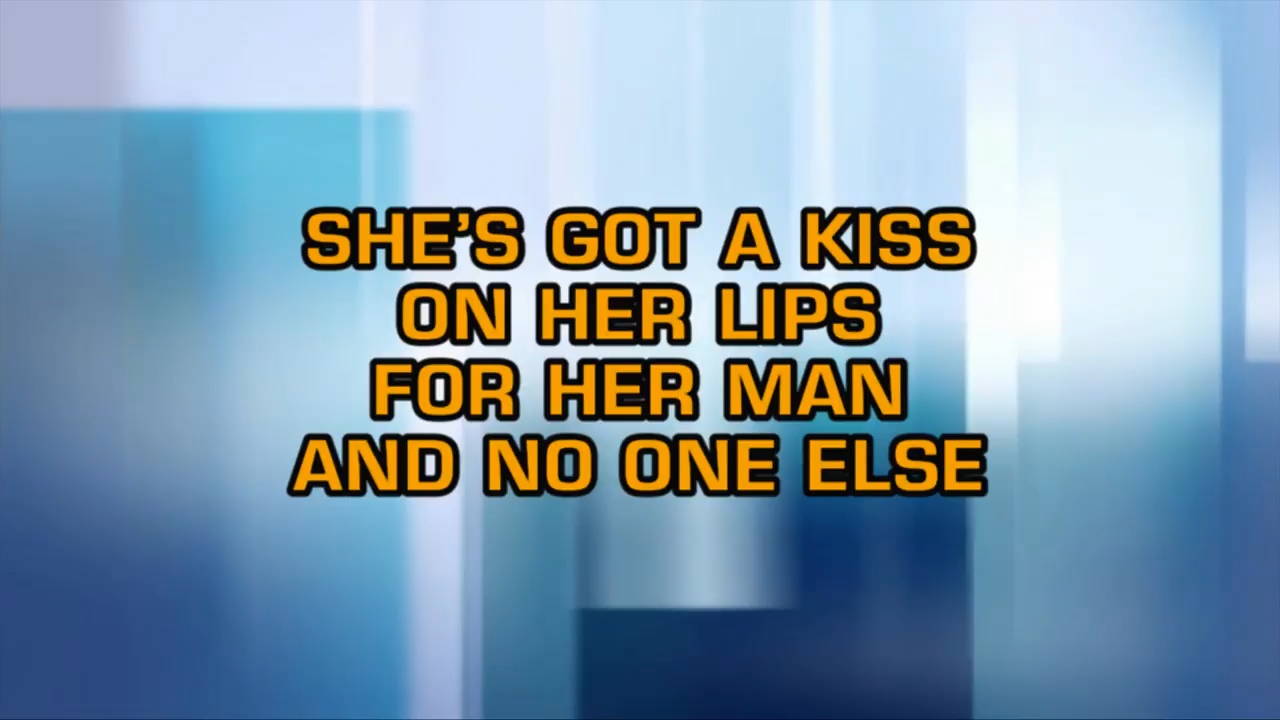 SHE'S GOT A KISS
ON HER LIPS
FOR HER MAN
AND NO ONE ELSE